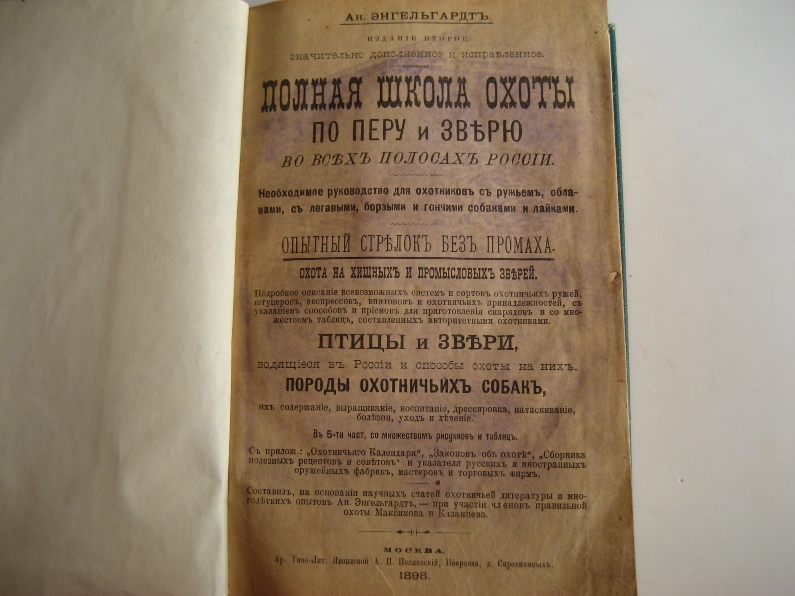 Ан. ЭНГЕЛЬГАРДТЪ.
ИЗДАНІЕ ВТОРОЕ
значительно дополненное и исправленное.
ПОЛНАЯ ШКОЛА ОХОТЫ
ПО ПЕРУ и ЗВѢРЮ
ВО ВСѢХЪ ПОЛОСАХЪ РОССІИ.
Необходимое руководство для охотниковъ съ ружьемъ, обла-
вами, съ легавыми, борзыми и гончими собаками и лайками.
ОПЫТНЫЙ СТРѢЛОКЪ БЕЗЪ ПРОМАХА.
ОХОТА НА ХИЩНЫХЪ И ПРОМЫСЛОВЫХЪ ЗВѢРЕЙ.
Подробное описаніе всевозможныхъ системъ и сортовъ охотничьихъ ружей,
штуцеровъ, экспрессовъ, винтовокъ и охотничьихъ принадлежностей, съ
указаніемъ способовъ и пріемовъ для приготовленія снарядовъ и со мно-
жествомъ таблицъ, составленныхъ авторитетными охотниками.
ПТИЦЫ и ЗВѢРИ,
водящіеся въ Россіи и способы охоты на нихъ.
ПОРОДЫ ОХОТНИЧЬИХЪ СОБАКЪ,
ихъ содержаніе, выращиваніе, воспитаніе, дрессировка, натаскиваніе,
болѣзни, уходъ и лѣченіе.
Въ 5-ти част, со множествомъ рисунковъ и таблицъ.
Съ прилож.: „Охотничьяго Календаря", „Законовъ объ охотѣ", „Сборника
полезныхъ рецептовъ и совѣтовъ" и указателя русскихъ и иностранныхъ
оружейныхъ фабрикъ, мастеровъ и торговыхъ фирмъ.
Составилъ, на основаніи научныхъ статей охотничьей литературы и мно-
голѣтнихъ опытовъ Ан. Энгельгардтъ, — при участіи членовъ правильной
охоты Максимова и Казанцева.
МОСКВА.
Ар. Типо-Лит. А. П. Поплавскій, Покровка, д.
1898.